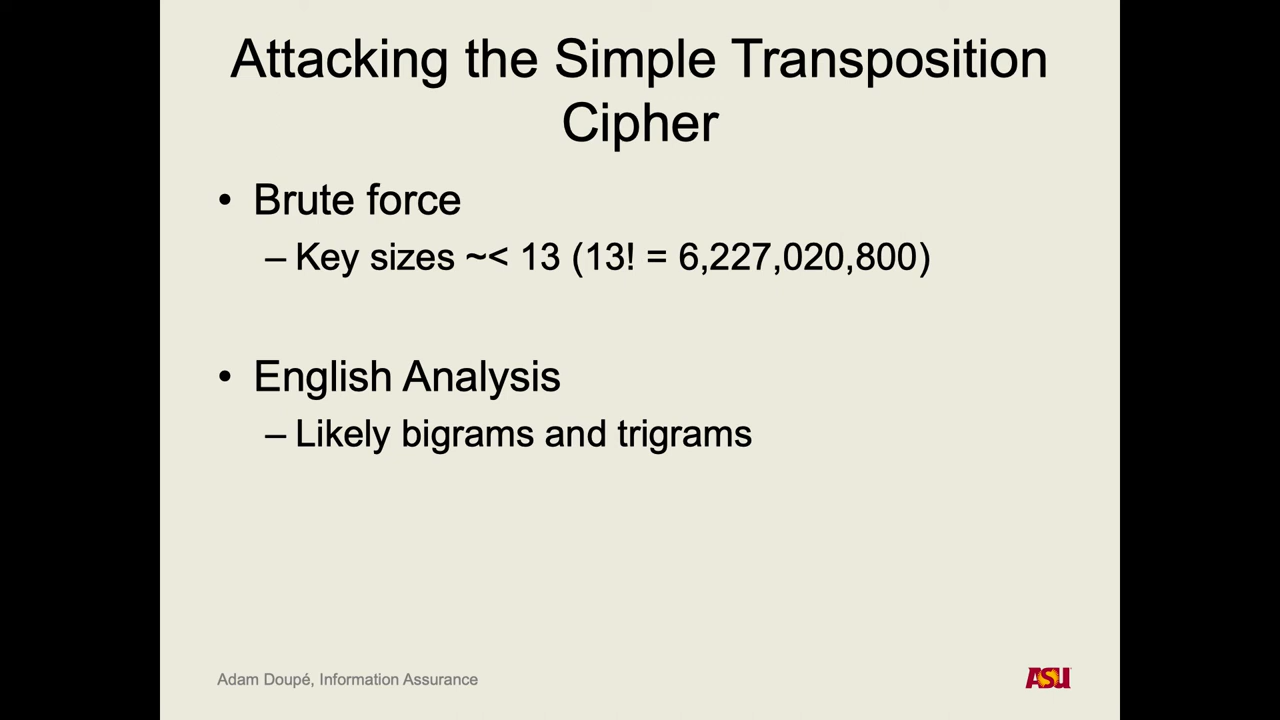 Attacking the Simple Transposition
Cipher
• Brute force
– Key sizes ~< 13 (13! = 6,227,020,800)
• English Analysis
– Likely bigrams and trigrams
Adam Doupé, Information Assurance
ASU